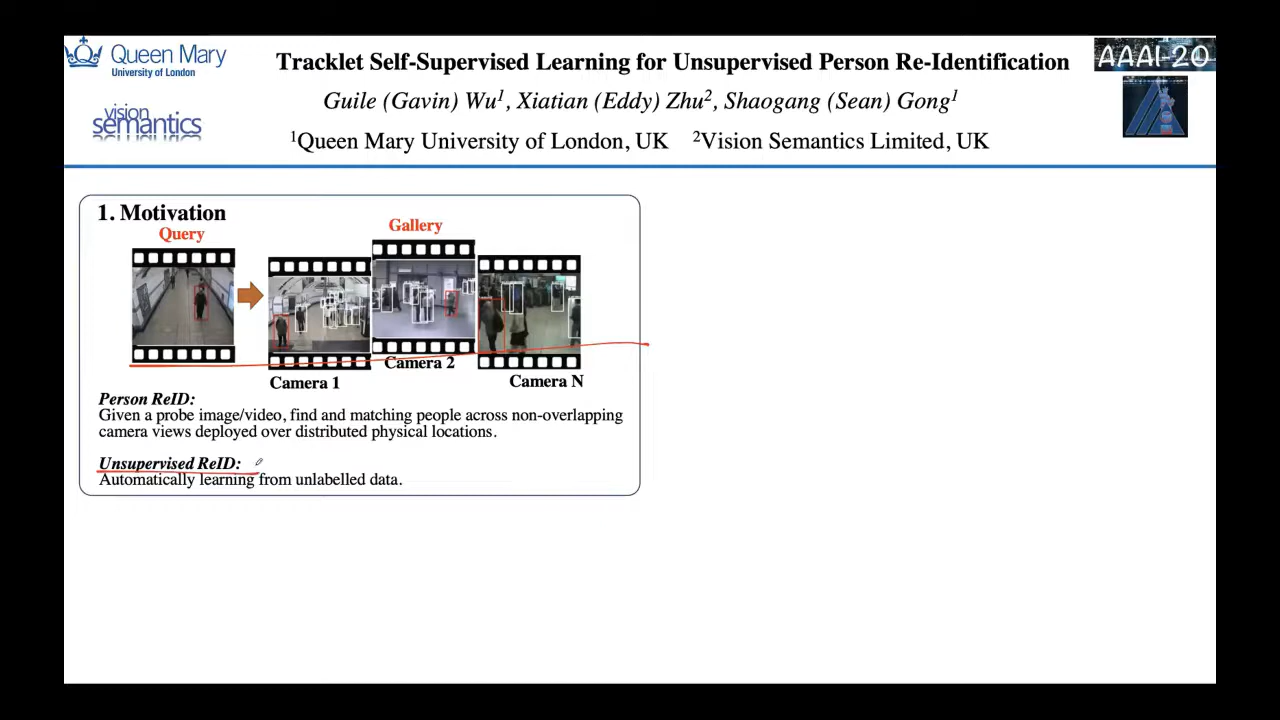 Queen Mary
University of London
vision
semantics
Tracklet Self-Supervised Learning for Unsupervised Person Re-Identification
Guile (Gavin) Wu1, Xiatian (Eddy) Zhu2, Shaogang (Sean) Gong1
1Queen Mary University of London, UK 2Vision Semantics Limited, UK
AAAI-20
1. Motivation
Query
Gallery
Camera 1
Camera 2
Camera N
Person ReID:
Given a probe image/video, find and matching people across non-overlapping
camera views deployed over distributed physical locations.
Unsupervised ReID:
Automatically learning from unlabelled data.